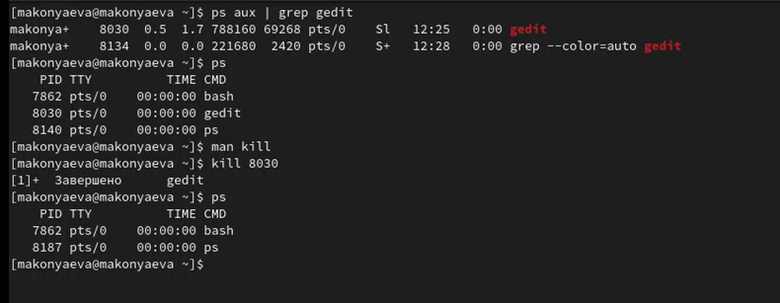 [makonyaeva@makonyaeva ~]$ ps aux | grep gedit
makonya+    8030  0.5  1.7 788160 69268 pts/0    Sl   12:25   0:00 gedit
makonya+    8134  0.0  0.0 221680  2420 pts/0    S+   12:28   0:00 grep --color=auto gedit
[makonyaeva@makonyaeva ~]$ ps
    PID TTY          TIME CMD
   7862 pts/0    00:00:00 bash
   8030 pts/0    00:00:00 gedit
   8140 pts/0    00:00:00 ps
[makonyaeva@makonyaeva ~]$ man kill
[makonyaeva@makonyaeva ~]$ kill 8030
[1]+  Завершено      gedit
[makonyaeva@makonyaeva ~]$ ps
    PID TTY          TIME CMD
   7862 pts/0    00:00:00 bash
   8187 pts/0    00:00:00 ps
[makonyaeva@makonyaeva ~]$